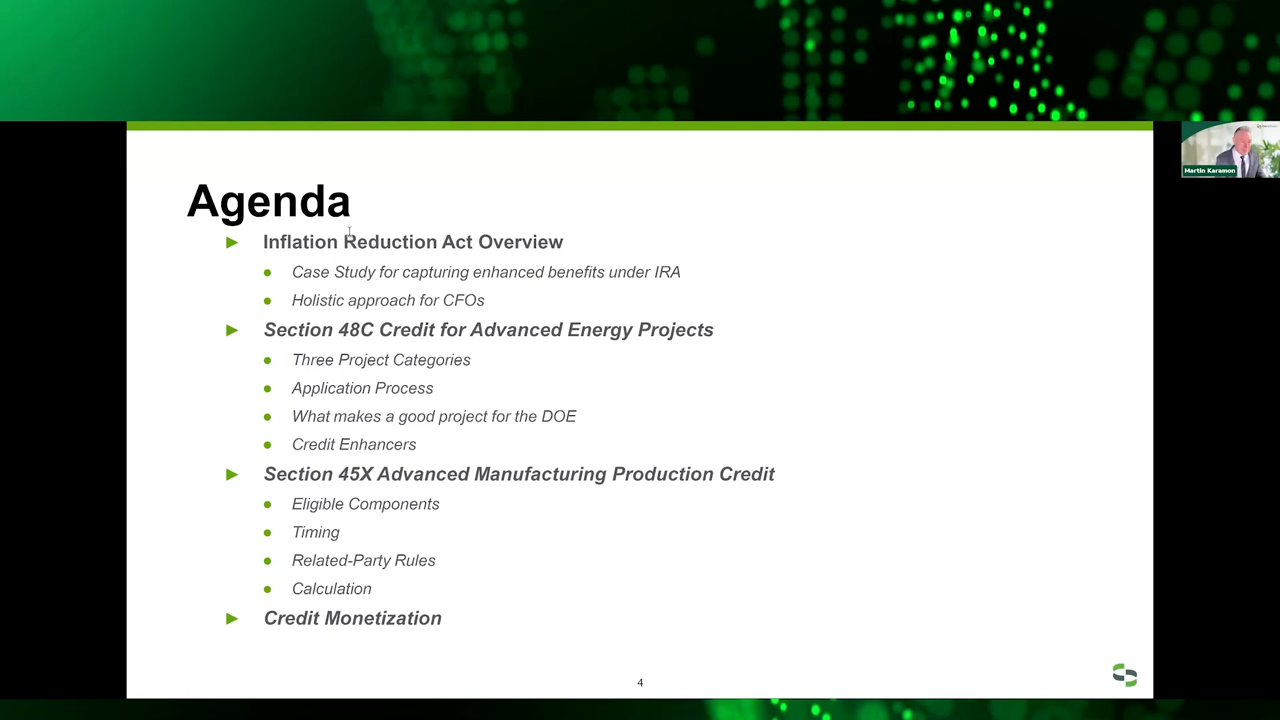 Agenda
► Inflation Reduction Act Overview
● Case Study for capturing enhanced benefits under IRA
● Holistic approach for CFOs
► Section 48C Credit for Advanced Energy Projects
● Three Project Categories
● Application Process
● What makes a good project for the DOE
● Credit Enhancers
► Section 45X Advanced Manufacturing Production Credit
● Eligible Components
● Timing
● Related-Party Rules
● Calculation
► Credit Monetization
4
Martin Karamon